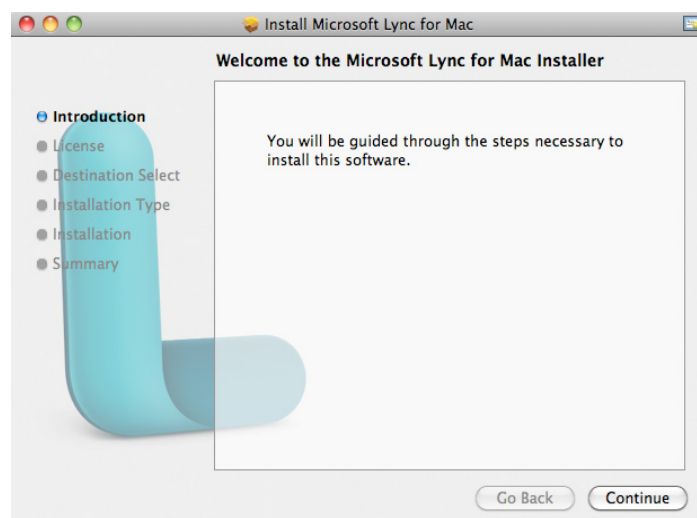 Install Microsoft Lync for Mac
Welcome to the Microsoft Lync for Mac Installer
Introduction
License
Destination Select
Installation Type
Installation
Summary
You will be guided through the steps necessary to
install this software.
Go Back
Continue